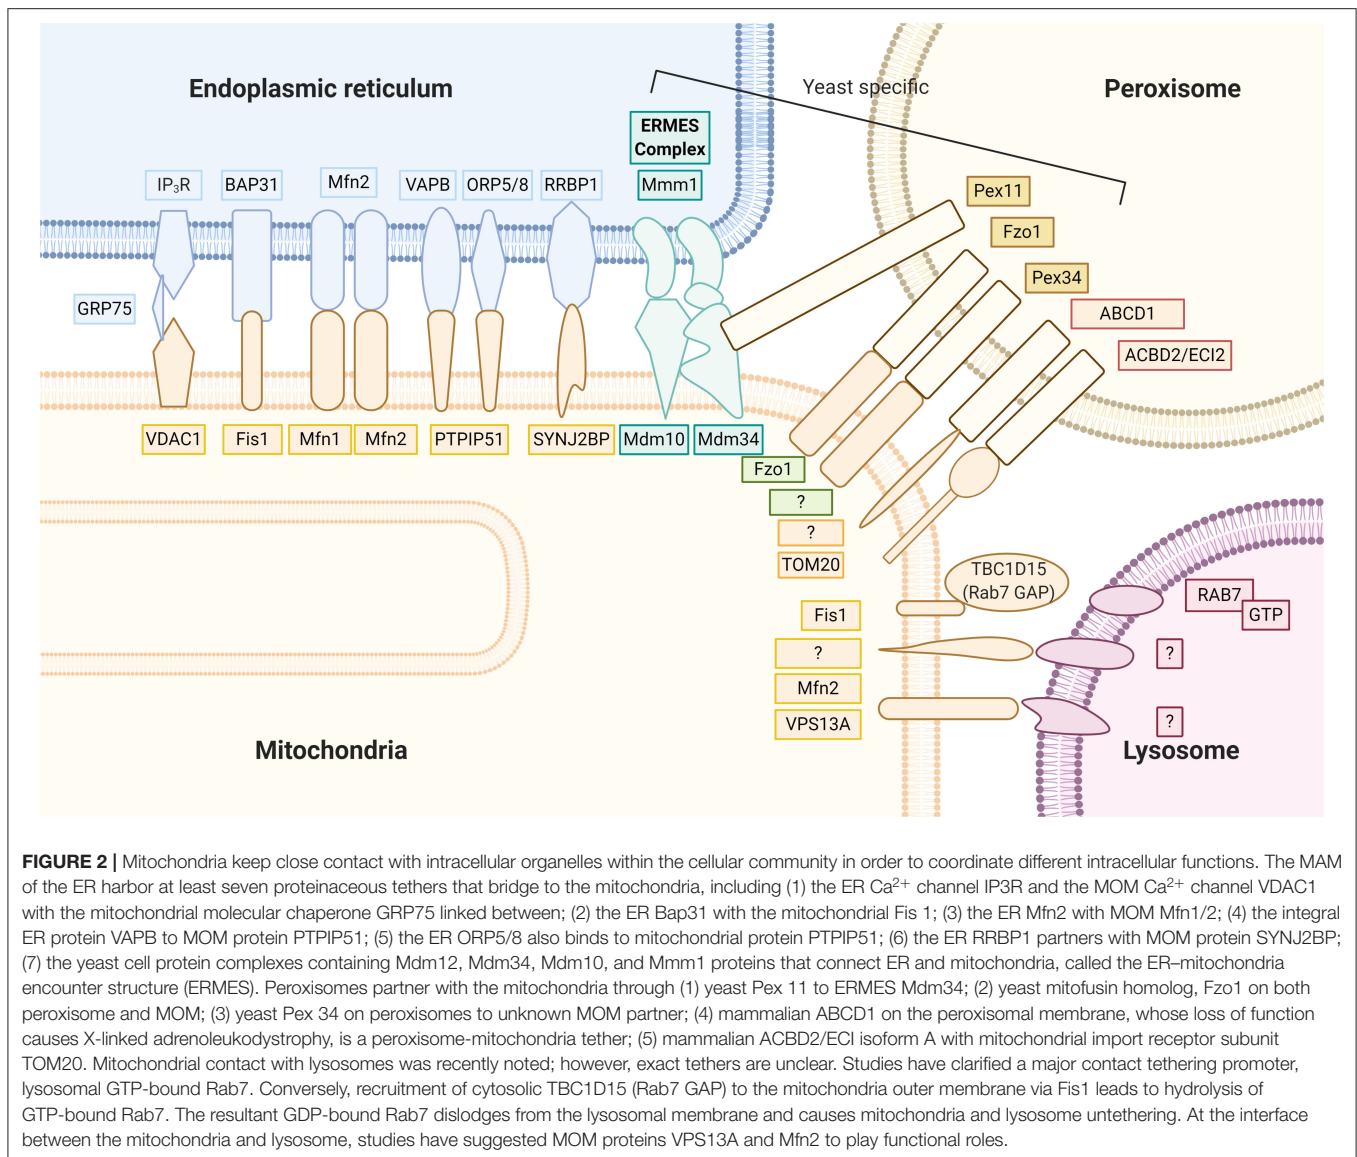 Endoplasmic reticulum
Yeast specific
Peroxisome
ERMES
Complex
IP₃R
BAP31
Mfn2
VAPB
ORP5/8
RRBP1
Mmm1
Pex11
Fzo1
Pex34
GRP75
ABCD1
ACBD2/ECI2
VDAC1
Fis1
Mfn1
Mfn2
PTPIP51
SYNJ2BP
Mdm10
Mdm34
Fzo1
?
?
TOM20
TBC1D15
(Rab7 GAP)
RAB7
GTP
Fis1
?
?
Mfn2
VPS13A
?
Mitochondria
Lysosome
FIGURE 2 | Mitochondria keep close contact with intracellular organelles within the cellular community in order to coordinate different intracellular functions. The MAM
of the ER harbor at least seven proteinaceous tethers that bridge to the mitochondria, including (1) the ER Ca²⁺ channel IP3R and the MOM Ca²⁺ channel VDAC1
with the mitochondrial molecular chaperone GRP75 linked between; (2) the ER Bap31 with the mitochondrial Fis 1; (3) the ER Mfn2 with MOM Mfn1/2; (4) the integral
ER protein VAPB to MOM protein PTPIP51; (5) the ER ORP5/8 also binds to mitochondrial protein PTPIP51; (6) the ER RRBP1 partners with MOM protein SYNJ2BP;
(7) the yeast cell protein complexes containing Mdm12, Mdm34, Mdm10, and Mmm1 proteins that connect ER and mitochondria, called the ER–mitochondria
encounter structure (ERMES). Peroxisomes partner with the mitochondria through (1) yeast Pex 11 to ERMES Mdm34; (2) yeast mitofusin homolog, Fzo1 on both
peroxisome and MOM; (3) yeast Pex 34 on peroxisomes to unknown MOM partner; (4) mammalian ABCD1 on the peroxisomal membrane, whose loss of function
causes X-linked adrenoleukodystrophy, is a peroxisome-mitochondria tether; (5) mammalian ACBD2/ECI isoform A with mitochondrial import receptor subunit
TOM20. Mitochondrial contact with lysosomes was recently noted; however, exact tethers are unclear. Studies have clarified a major contact tethering promoter,
lysosomal GTP-bound Rab7. Conversely, recruitment of cytosolic TBC1D15 (Rab7 GAP) to the mitochondria outer membrane via Fis1 leads to hydrolysis of
GTP-bound Rab7. The resultant GDP-bound Rab7 dislodges from the lysosomal membrane and causes mitochondria and lysosome untethering. At the interface
between the mitochondria and lysosome, studies have suggested MOM proteins VPS13A and Mfn2 to play functional roles.